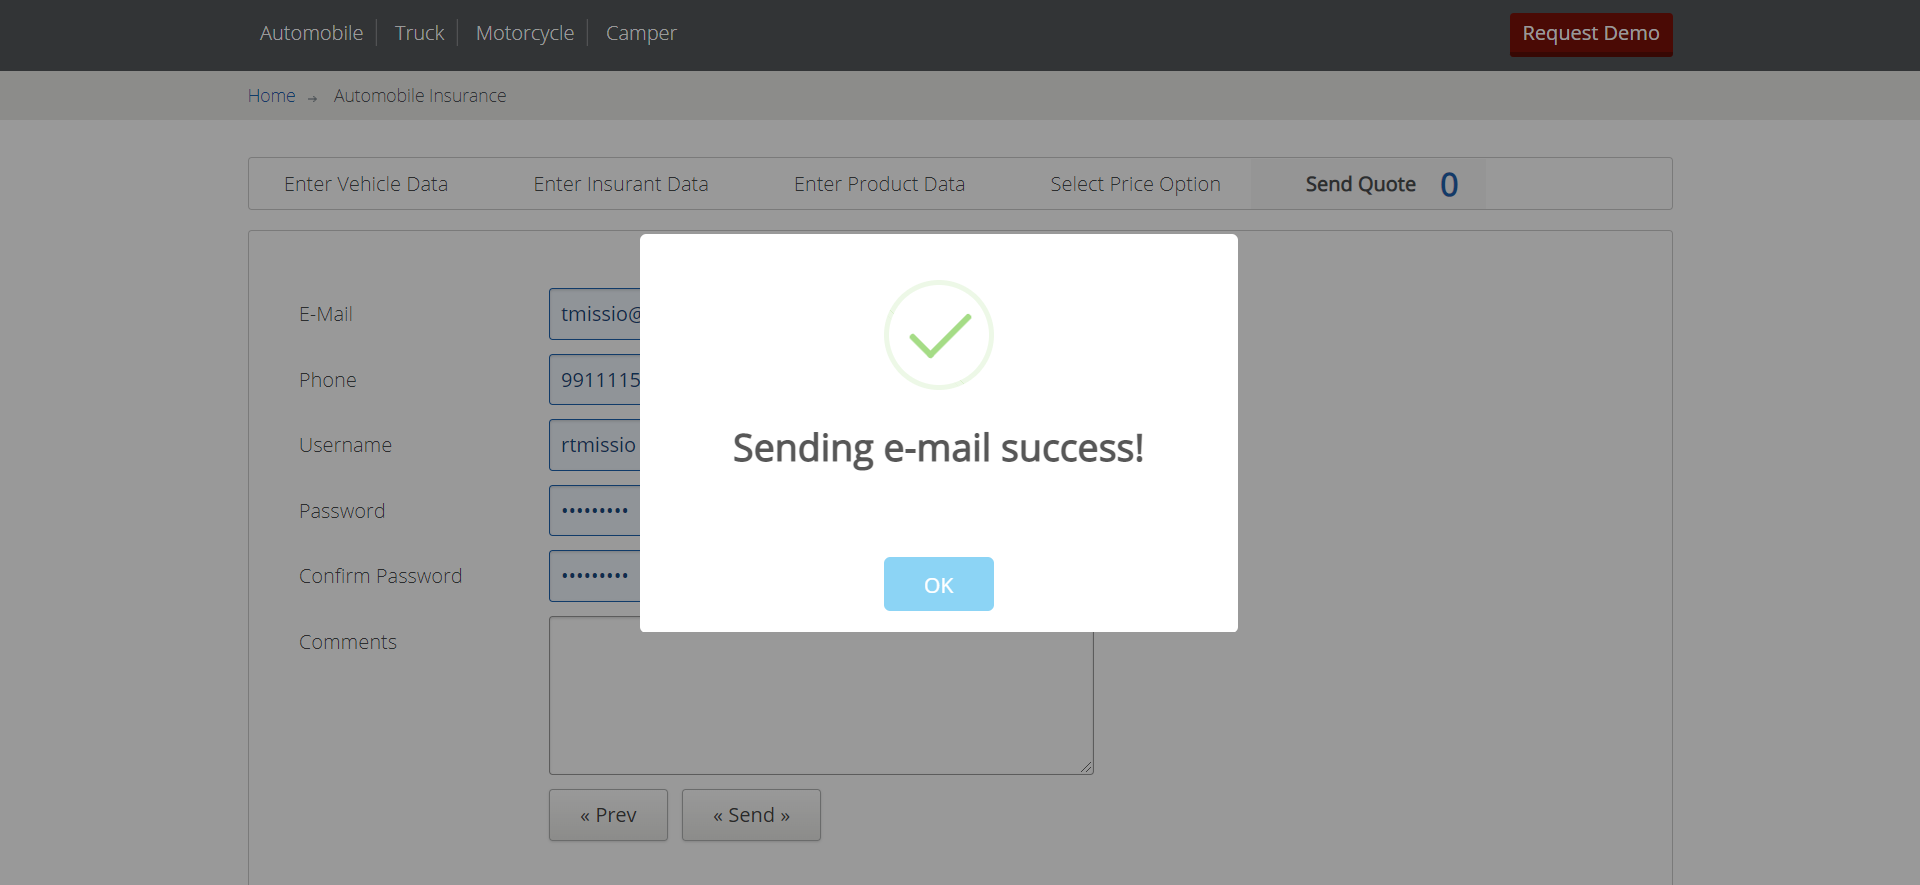 Automobile Truck Motorcycle Camper Request Demo
Home → Automobile Insurance
Enter Vehicle Data Enter Insurant Data Enter Product Data Select Price Option Send Quote 0
E-Mail tmissio@
Phone 9911115
Sending e-mail success!
Username rtmissio
Password •••••••••
Confirm Password •••••••••
OK
Comments
« Prev « Send »